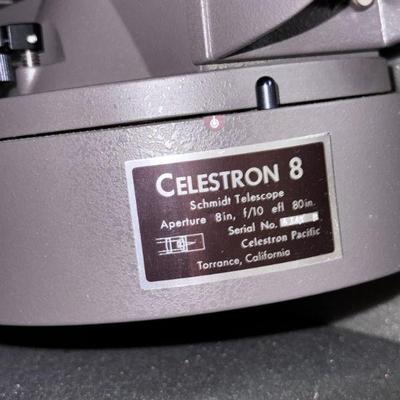 CELESTRON 8
Schmidt Telescope
Aperture 8in, f/10 efl 80in.
Serial No.
Celestron Pacific
Torrance, California